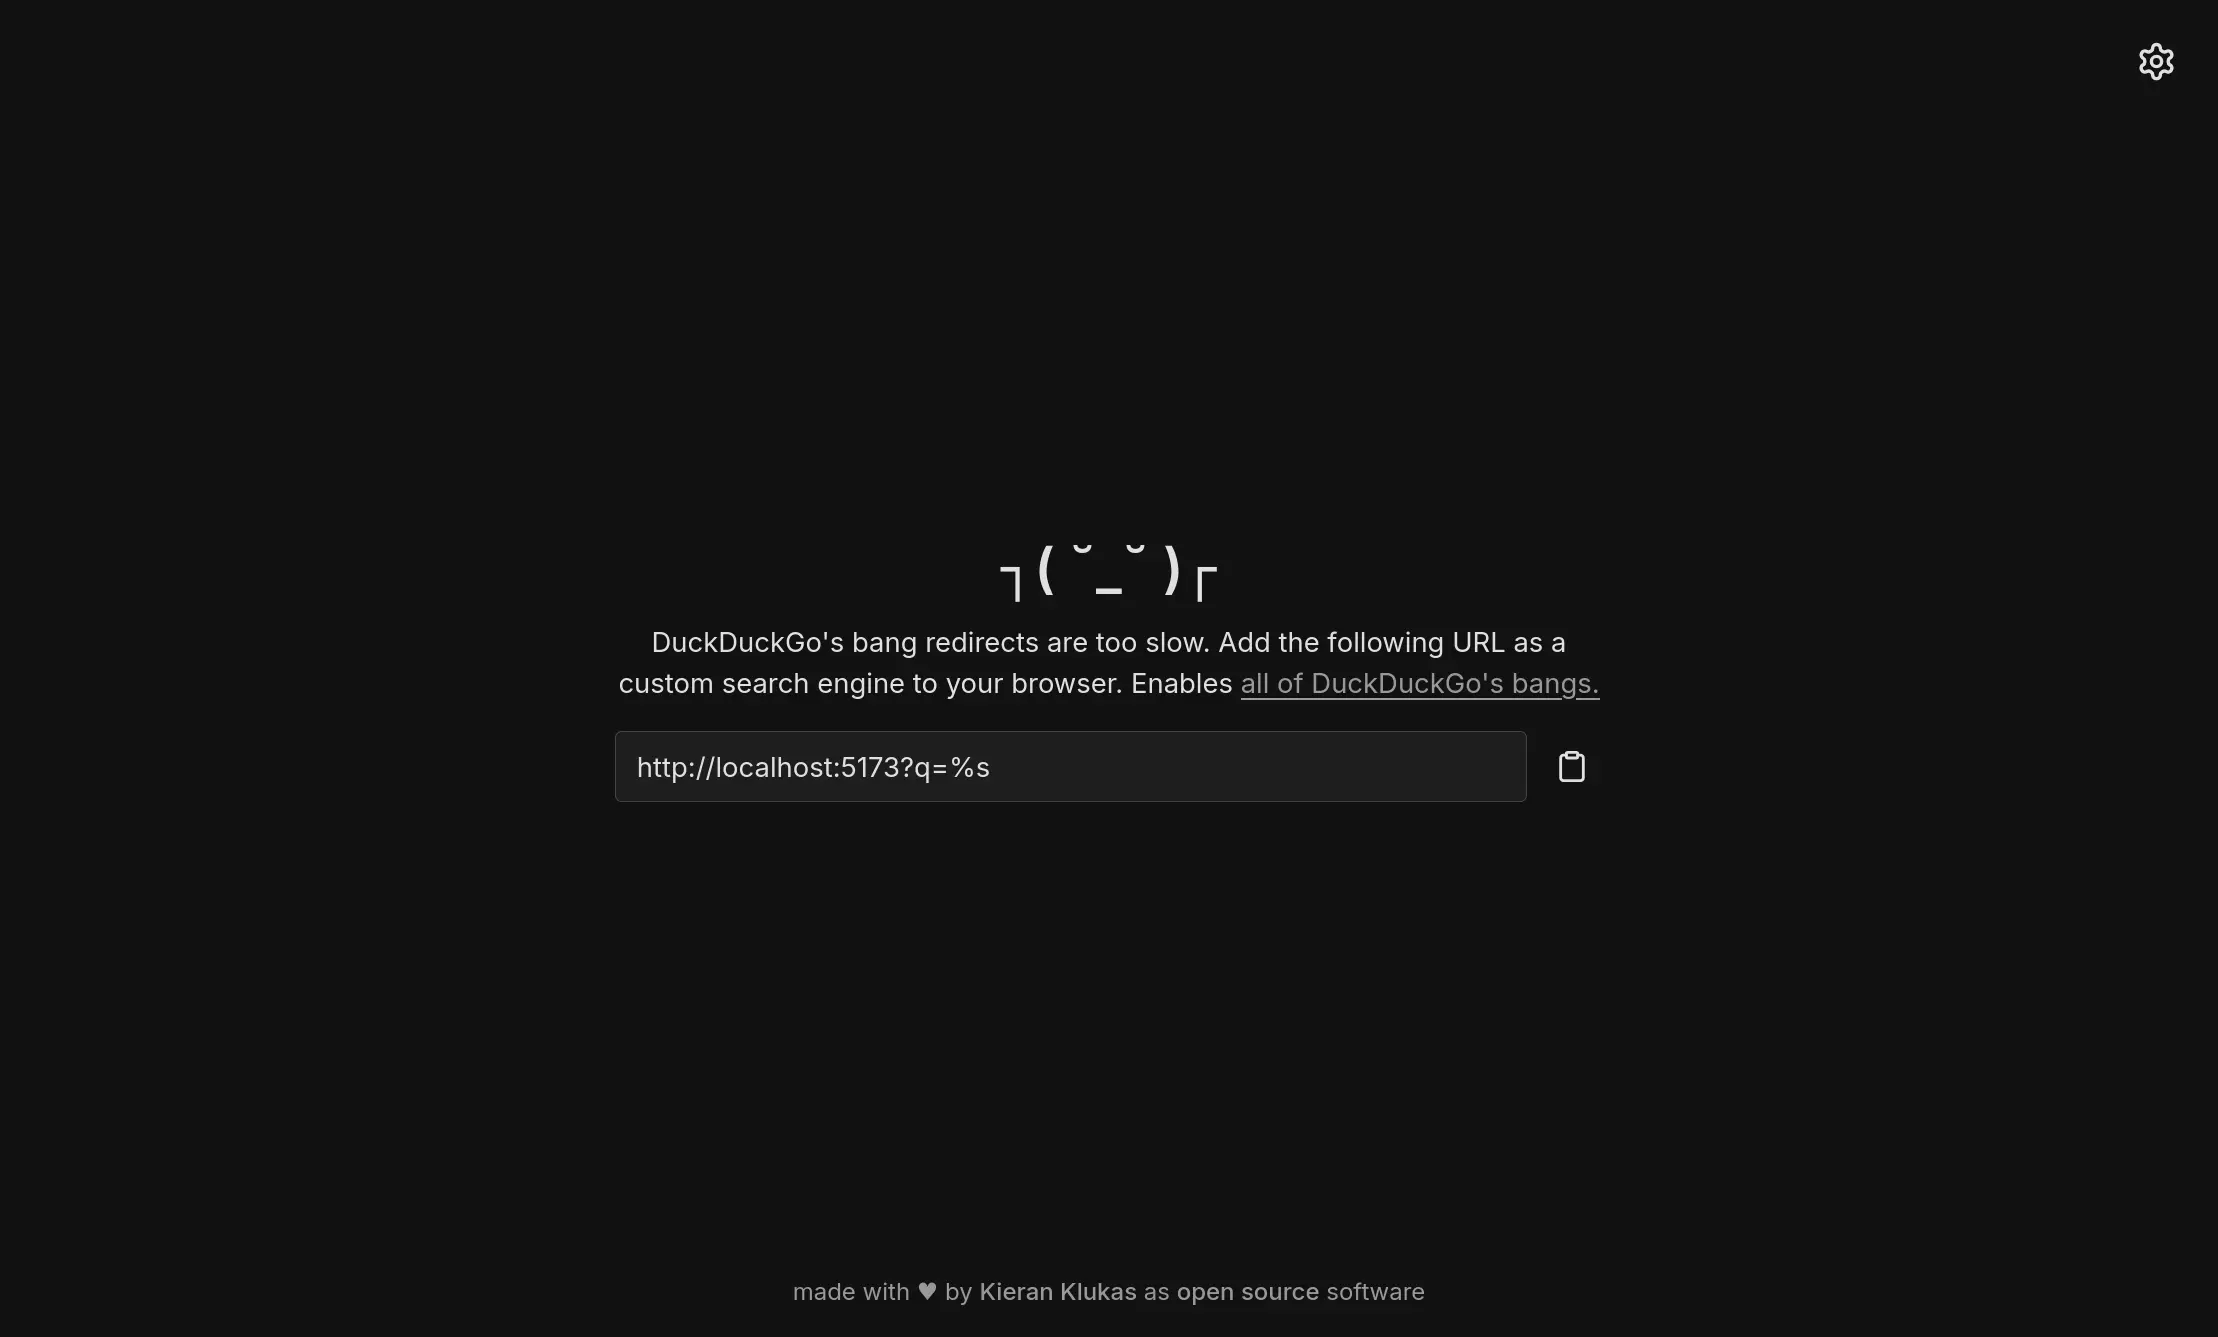 ┐( ˘_˘ )┌
DuckDuckGo's bang redirects are too slow. Add the following URL as a
custom search engine to your browser. Enables all of DuckDuckGo's bangs.
http://localhost:5173?q=%s
made with ♥ by Kieran Klukas as open source software